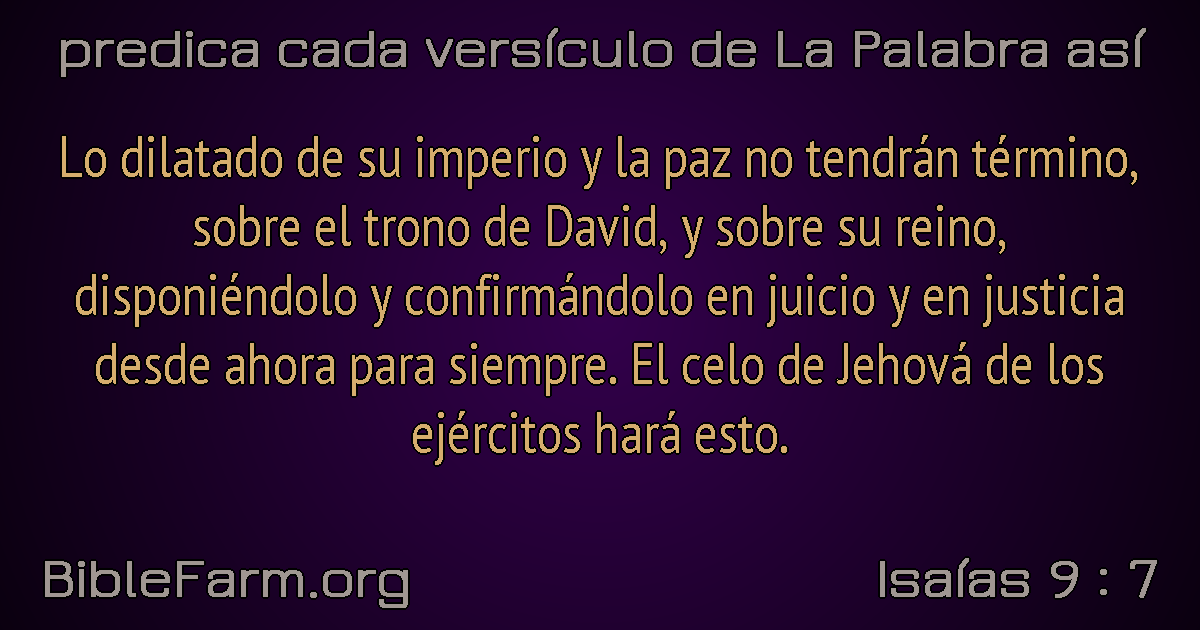 predica cada versículo de La Palabra así
Lo dilatado de su imperio y la paz no tendrán término,
sobre el trono de David, y sobre su reino,
disponiéndolo y confirmándolo en juicio y en justicia
desde ahora para siempre. El celo de Jehová de los
ejércitos hará esto.
BibleFarm.org
Isaías 9 : 7